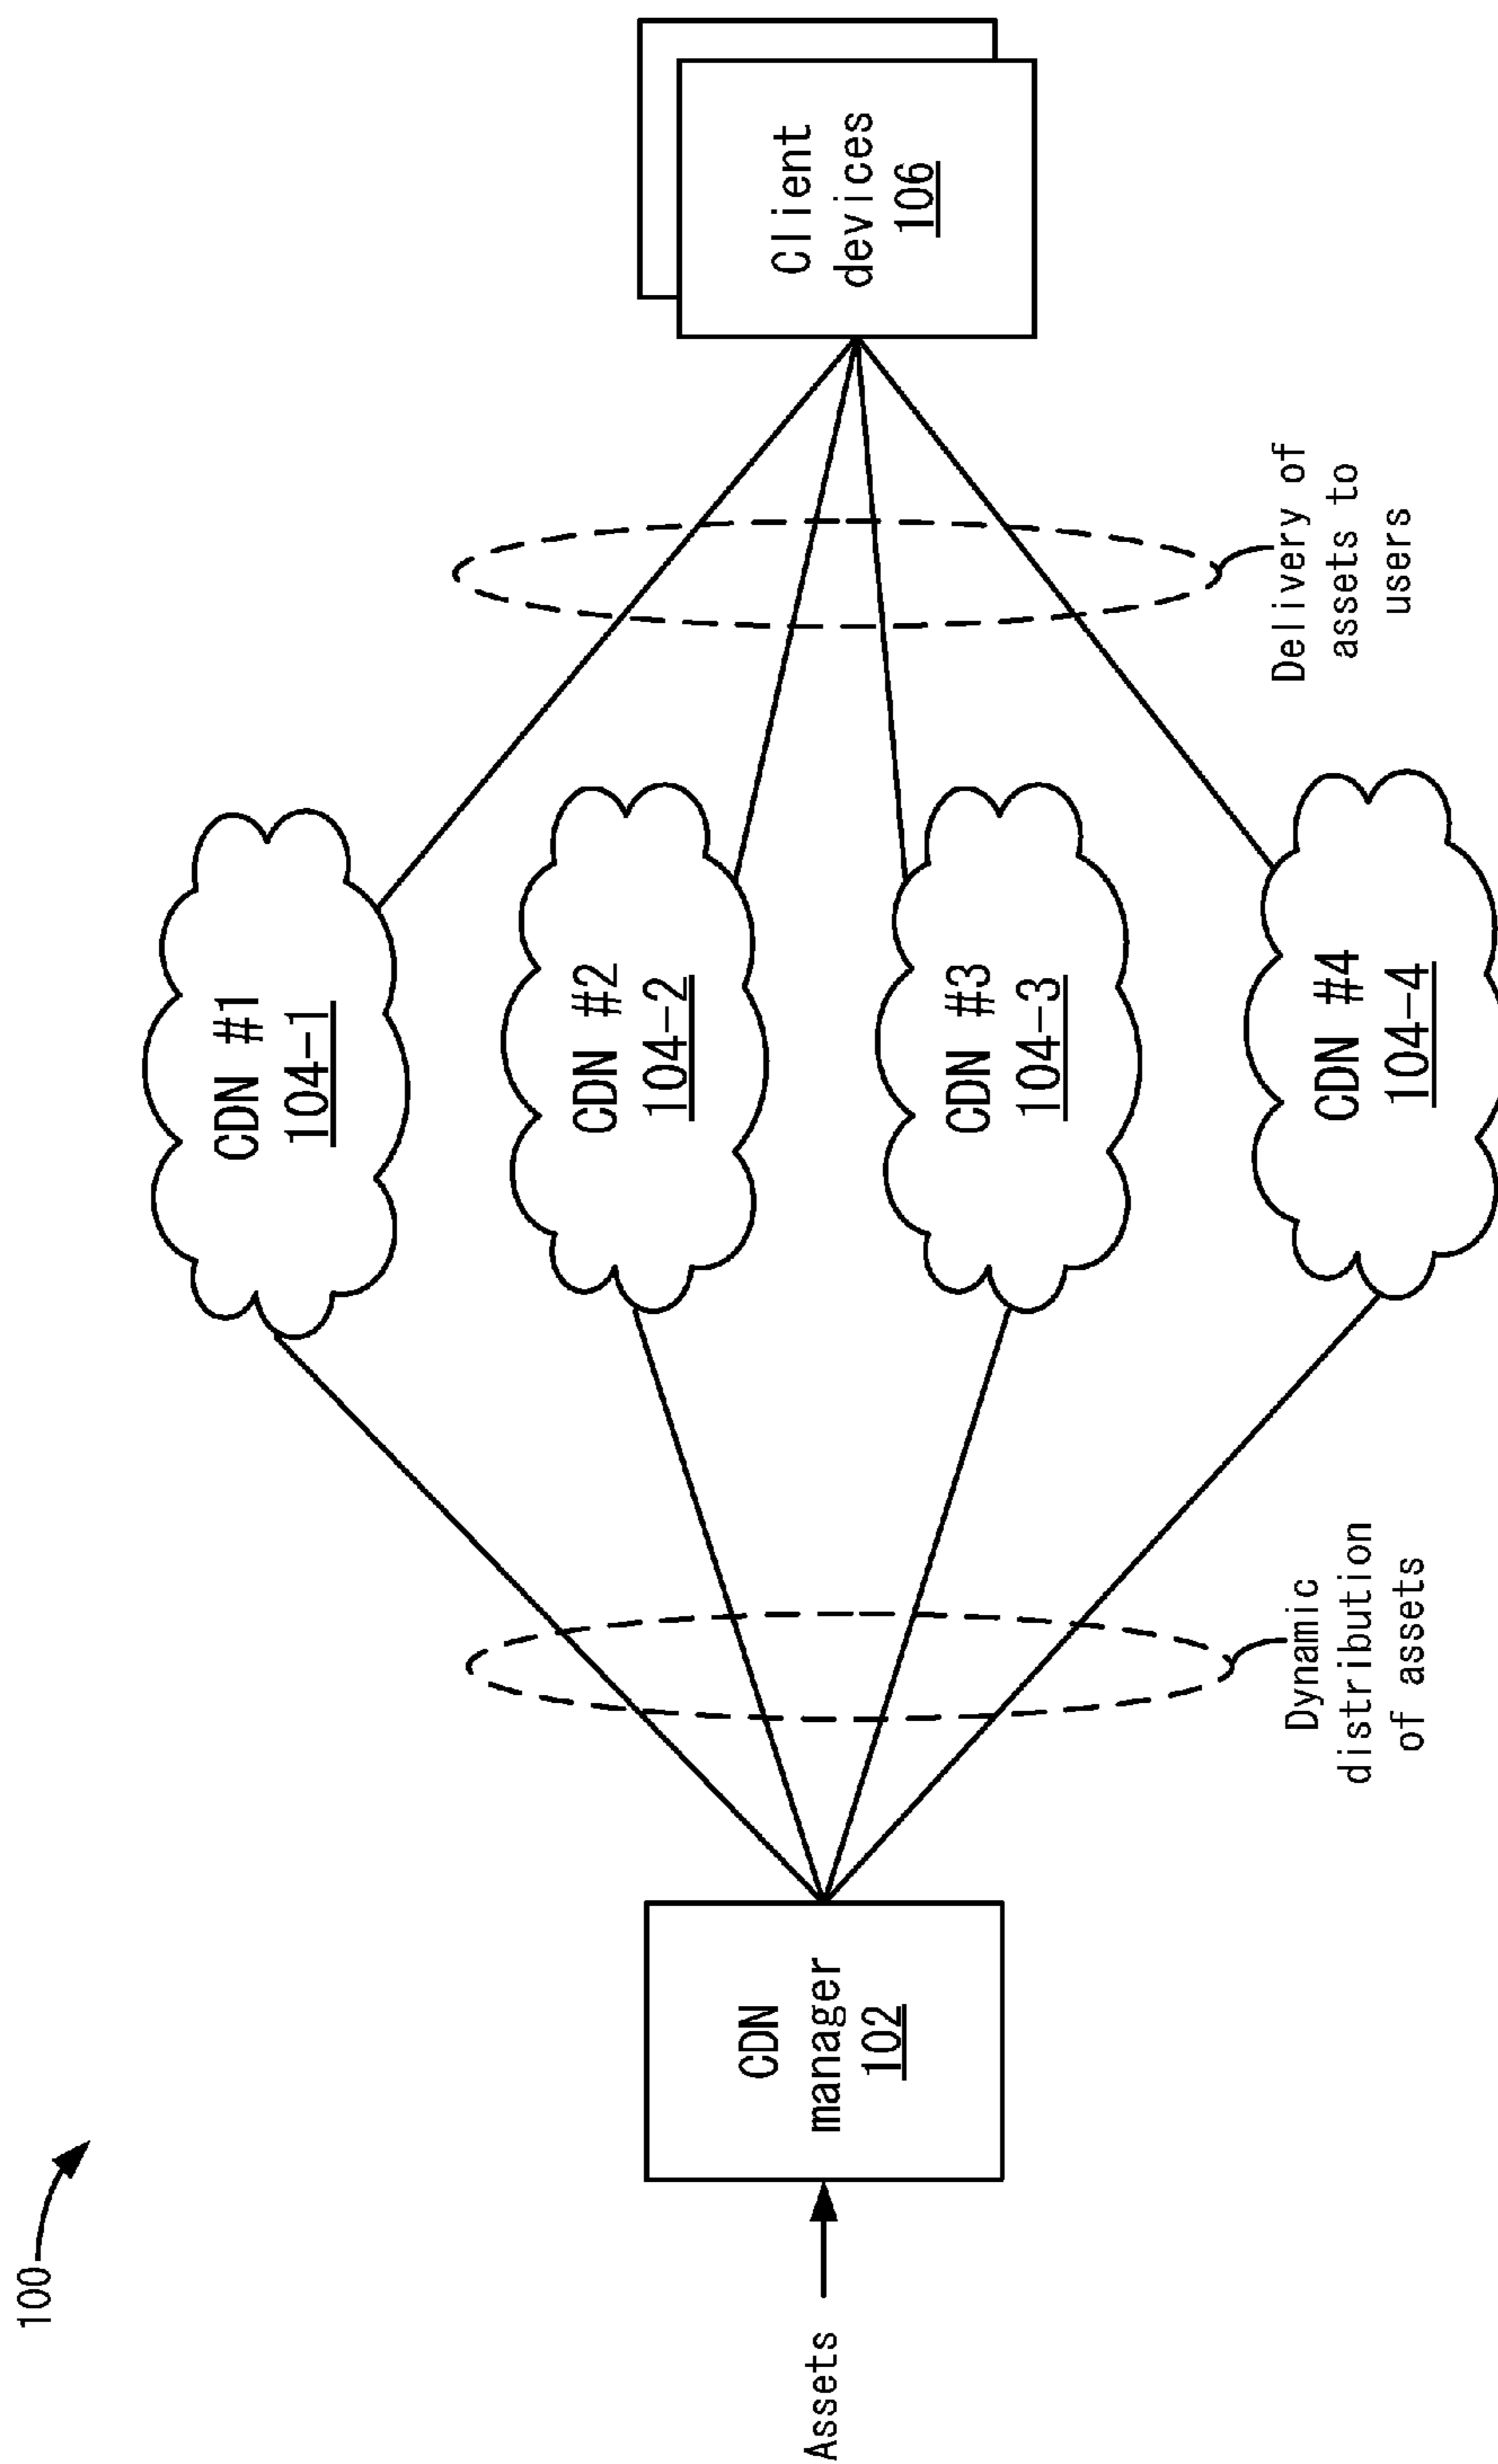 100
Assets
CDN
manager
102
Dynamic
distribution
of assets
CDN #1
104-1
CDN #2
104-2
CDN #3
104-3
CDN #4
104-4
Delivery of
assets to
users
Client
devices
106